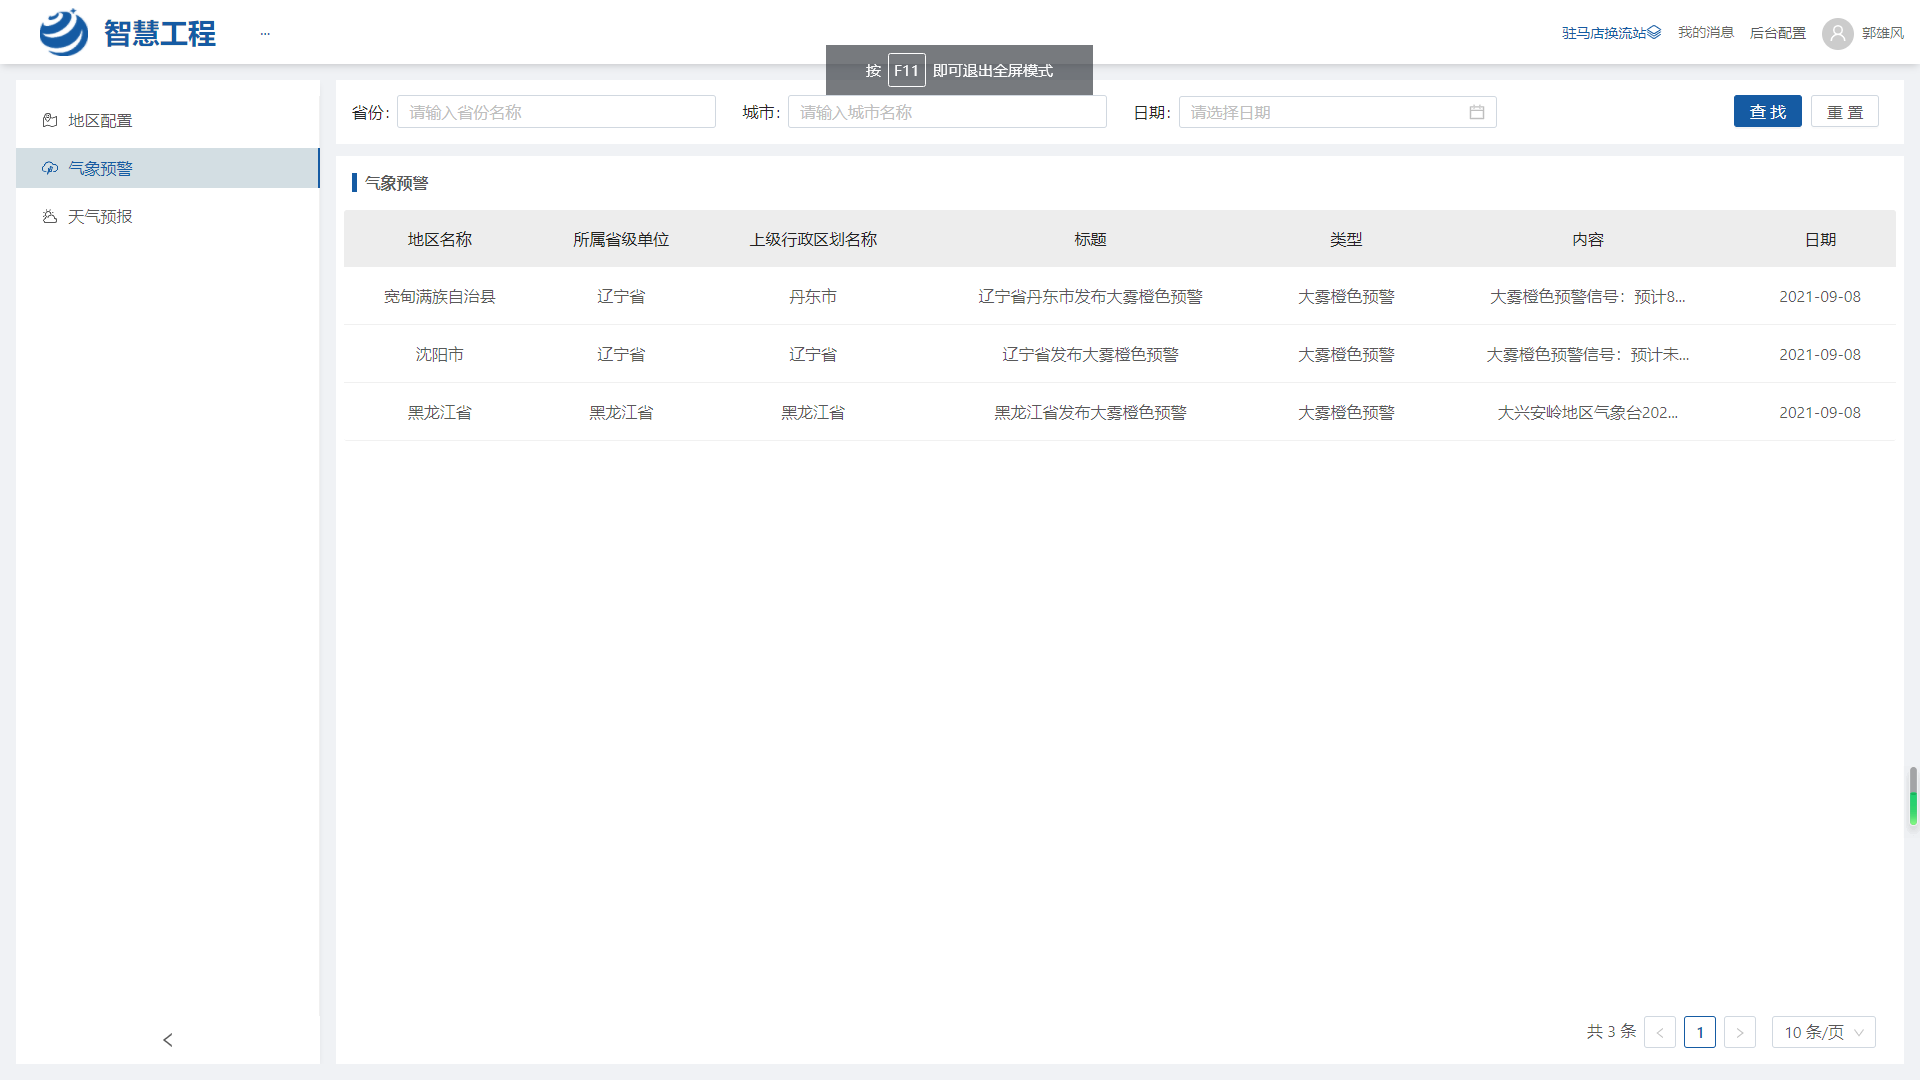 智慧工程
...
驻马店换流站 我的消息 后台配置 郭雄风
按 F11 即可退出全屏模式
地区配置
气象预警
天气预报
省份: 请输入省份名称 城市: 请输入城市名称 日期: 请选择日期 查 找 重 置
气象预警
地区名称 所属省级单位 上级行政区划名称 标题 类型 内容 日期
宽甸满族自治县 辽宁省 丹东市 辽宁省丹东市发布大雾橙色预警 大雾橙色预警 大雾橙色预警信号：预计8... 2021-09-08
沈阳市 辽宁省 辽宁省 辽宁省发布大雾橙色预警 大雾橙色预警 大雾橙色预警信号：预计未... 2021-09-08
黑龙江省 黑龙江省 黑龙江省 黑龙江省发布大雾橙色预警 大雾橙色预警 大兴安岭地区气象台202... 2021-09-08
共 3 条 < 1 > 10 条/页